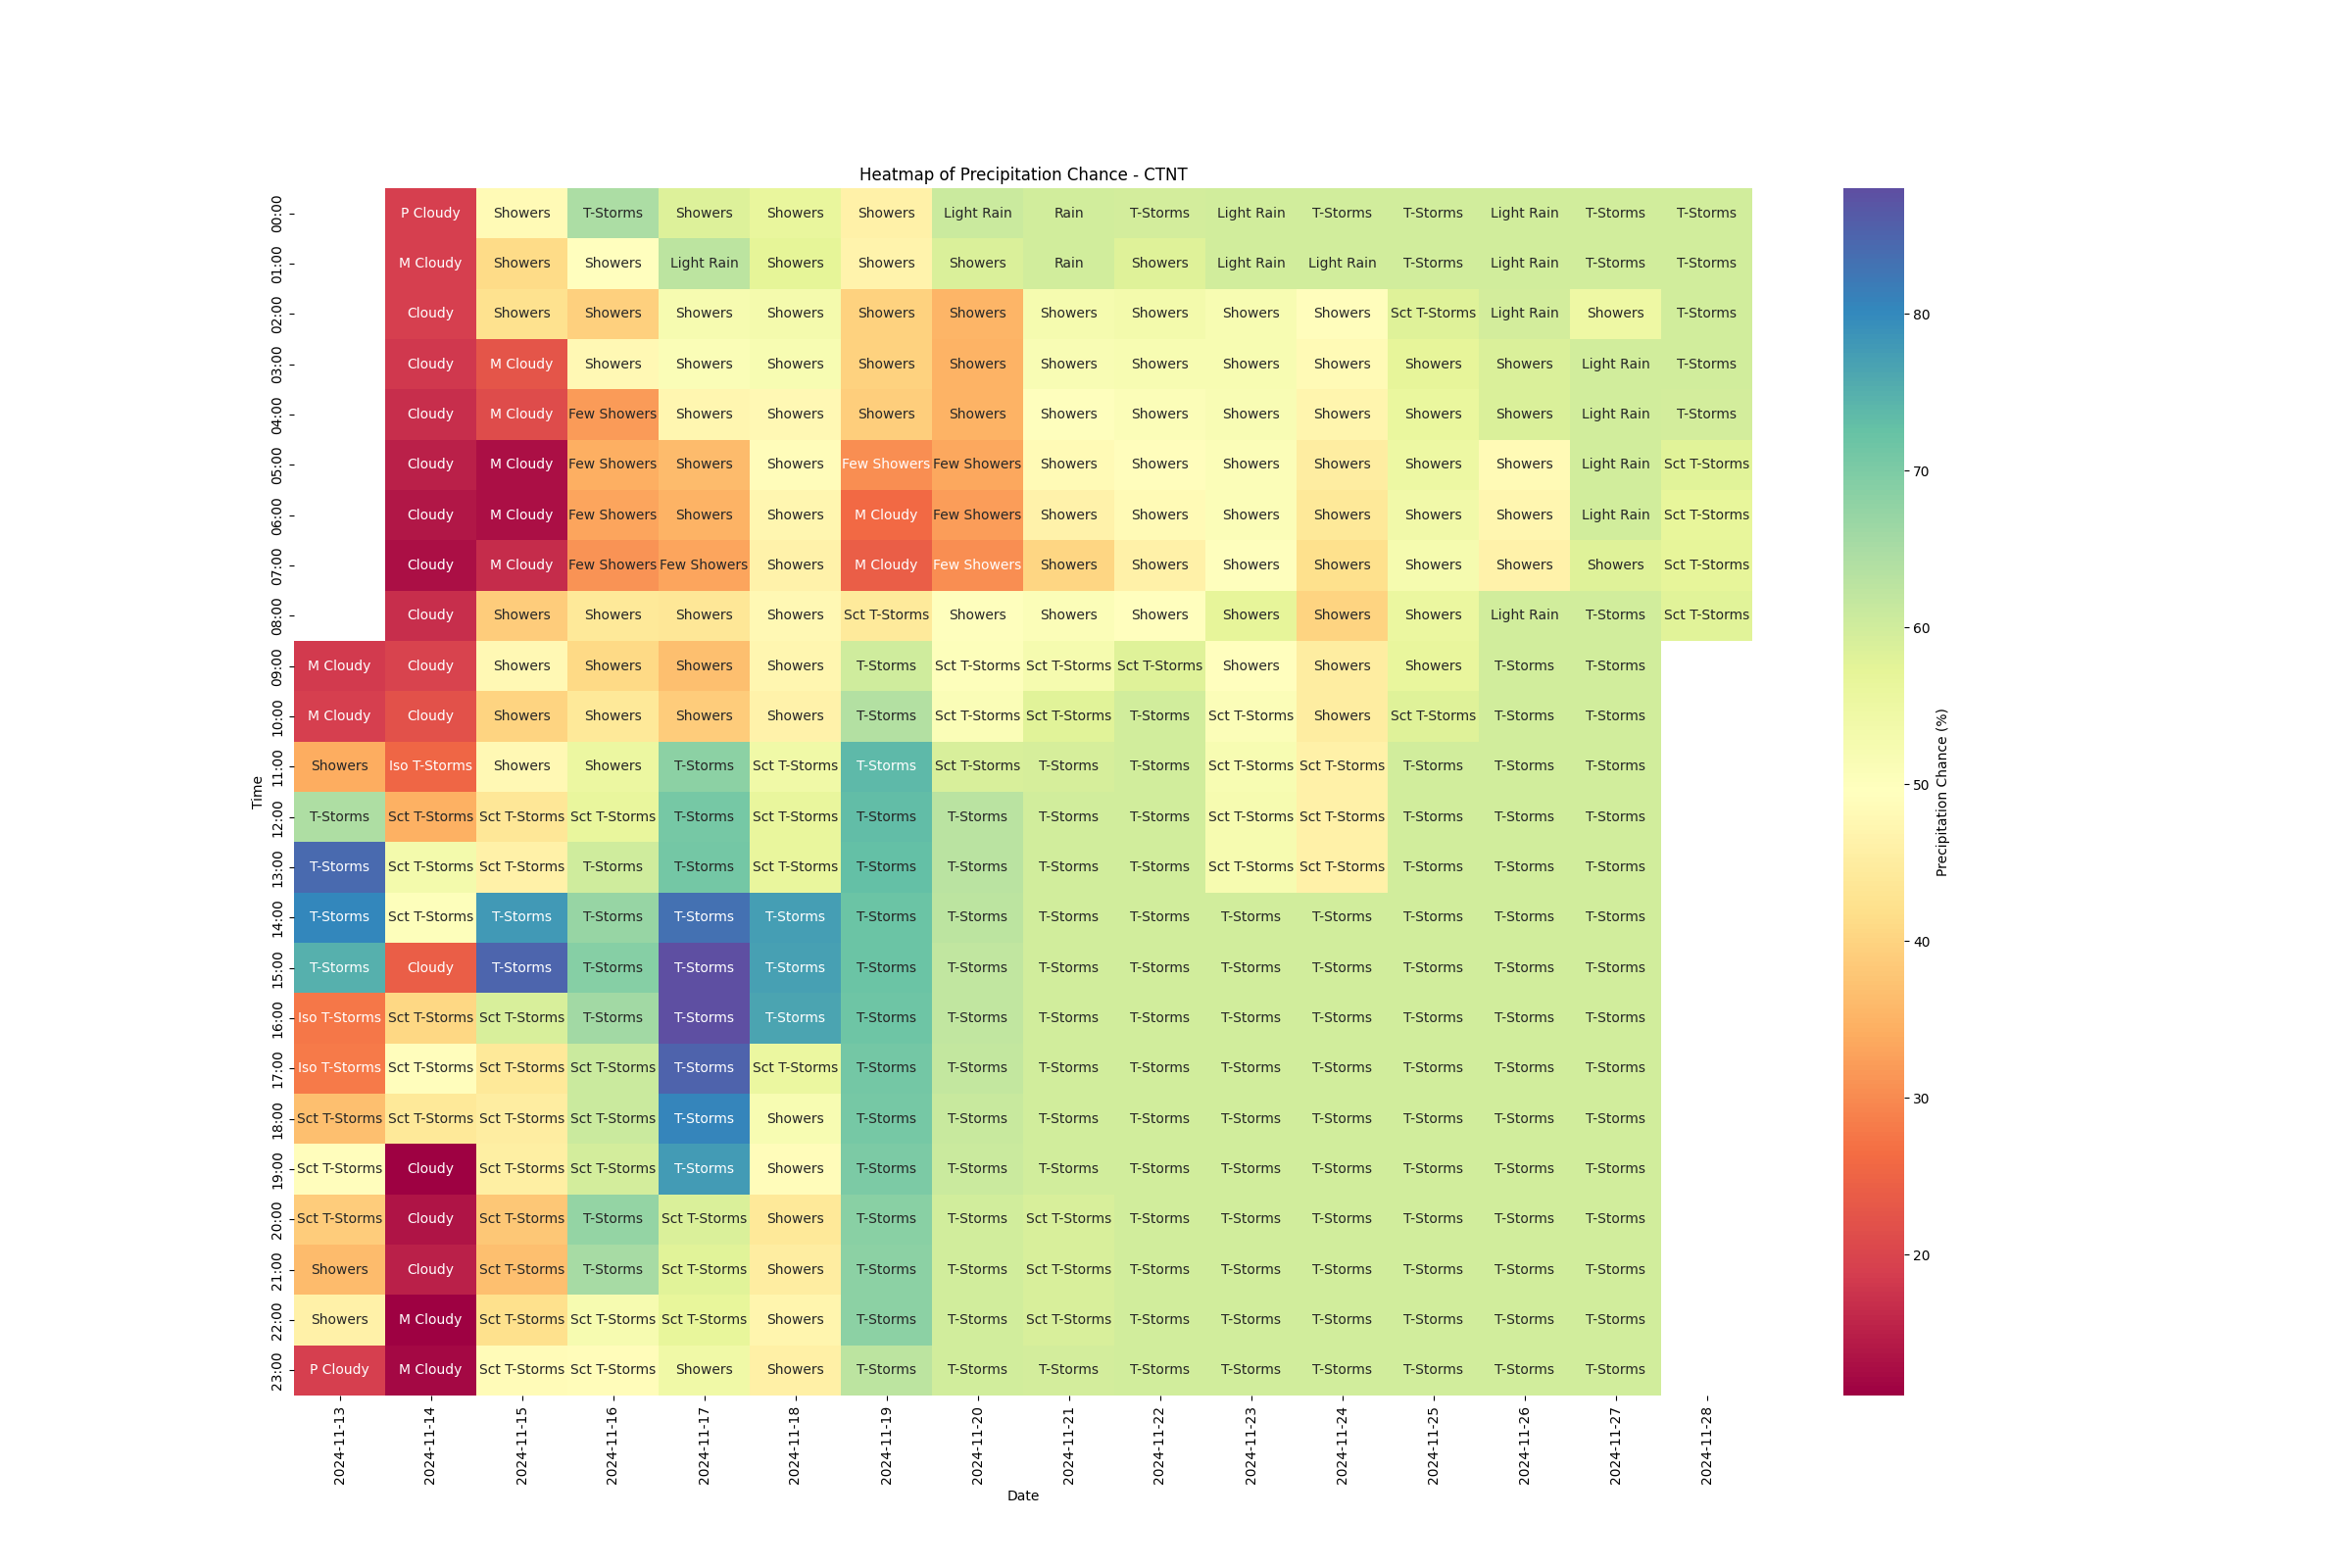 Heatmap of Precipitation Chance - CTNT
00:00 P Cloudy Showers T-Storms Showers Showers Showers Light Rain Rain T-Storms Light Rain T-Storms T-Storms Light Rain T-Storms T-Storms
01:00 M Cloudy Showers Showers Light Rain Showers Showers Showers Rain Showers Light Rain Light Rain T-Storms Light Rain T-Storms T-Storms
02:00 Cloudy Showers Showers Showers Showers Showers Showers Showers Showers Showers Showers Sct T-Storms Light Rain Showers T-Storms
80
03:00 Cloudy M Cloudy Showers Showers Showers Showers Showers Showers Showers Showers Showers Showers Showers Light Rain T-Storms
04:00 Cloudy M Cloudy Few Showers Showers Showers Showers Showers Showers Showers Showers Showers Showers Showers Light Rain T-Storms
05:00 Cloudy M Cloudy Few Showers Showers Showers Few Showers Few Showers Showers Showers Showers Showers Showers Showers Light Rain Sct T-Storms
70
06:00 Cloudy M Cloudy Few Showers Showers Showers M Cloudy Few Showers Showers Showers Showers Showers Showers Showers Light Rain Sct T-Storms
07:00 Cloudy M Cloudy Few Showers Few Showers Showers M Cloudy Few Showers Showers Showers Showers Showers Showers Showers Showers Sct T-Storms
08:00 Cloudy Showers Showers Showers Showers Sct T-Storms Showers Showers Showers Showers Showers Showers Light Rain T-Storms Sct T-Storms
60
09:00 M Cloudy Cloudy Showers Showers Showers Showers T-Storms Sct T-Storms Sct T-Storms Sct T-Storms Showers Showers Showers T-Storms T-Storms
10:00 M Cloudy Cloudy Showers Showers Showers Showers T-Storms Sct T-Storms Sct T-Storms T-Storms Sct T-Storms Showers Sct T-Storms T-Storms T-Storms
11:00 Showers Iso T-Storms Showers Showers T-Storms Sct T-Storms T-Storms Sct T-Storms T-Storms T-Storms Sct T-Storms Sct T-Storms T-Storms T-Storms T-Storms
50
Time
Precipitation Chance (%)
12:00 T-Storms Sct T-Storms Sct T-Storms Sct T-Storms T-Storms Sct T-Storms T-Storms T-Storms T-Storms T-Storms Sct T-Storms Sct T-Storms T-Storms T-Storms T-Storms
13:00 T-Storms Sct T-Storms Sct T-Storms T-Storms T-Storms Sct T-Storms T-Storms T-Storms T-Storms T-Storms Sct T-Storms Sct T-Storms T-Storms T-Storms T-Storms
14:00 T-Storms Sct T-Storms T-Storms T-Storms T-Storms T-Storms T-Storms T-Storms T-Storms T-Storms T-Storms T-Storms T-Storms T-Storms T-Storms
40
15:00 T-Storms Cloudy T-Storms T-Storms T-Storms T-Storms T-Storms T-Storms T-Storms T-Storms T-Storms T-Storms T-Storms T-Storms T-Storms
16:00 Iso T-Storms Sct T-Storms Sct T-Storms T-Storms T-Storms T-Storms T-Storms T-Storms T-Storms T-Storms T-Storms T-Storms T-Storms T-Storms T-Storms
17:00 Iso T-Storms Sct T-Storms Sct T-Storms Sct T-Storms T-Storms Sct T-Storms T-Storms T-Storms T-Storms T-Storms T-Storms T-Storms T-Storms T-Storms T-Storms
30
18:00 Sct T-Storms Sct T-Storms Sct T-Storms Sct T-Storms T-Storms Showers T-Storms T-Storms T-Storms T-Storms T-Storms T-Storms T-Storms T-Storms T-Storms
19:00 Sct T-Storms Cloudy Sct T-Storms Sct T-Storms T-Storms Showers T-Storms T-Storms T-Storms T-Storms T-Storms T-Storms T-Storms T-Storms T-Storms
20:00 Sct T-Storms Cloudy Sct T-Storms T-Storms Sct T-Storms Showers T-Storms T-Storms Sct T-Storms T-Storms T-Storms T-Storms T-Storms T-Storms T-Storms
20
21:00 Showers Cloudy Sct T-Storms T-Storms Sct T-Storms Showers T-Storms T-Storms Sct T-Storms T-Storms T-Storms T-Storms T-Storms T-Storms T-Storms
22:00 Showers M Cloudy Sct T-Storms Sct T-Storms Sct T-Storms Showers T-Storms T-Storms Sct T-Storms T-Storms T-Storms T-Storms T-Storms T-Storms T-Storms
23:00 P Cloudy M Cloudy Sct T-Storms Sct T-Storms Showers Showers T-Storms T-Storms T-Storms T-Storms T-Storms T-Storms T-Storms T-Storms T-Storms
2024-11-13 2024-11-14 2024-11-15 2024-11-16 2024-11-17 2024-11-18 2024-11-19 2024-11-20 2024-11-21 2024-11-22 2024-11-23 2024-11-24 2024-11-25 2024-11-26 2024-11-27 2024-11-28
Date